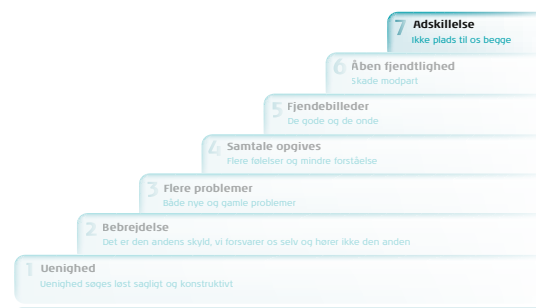 7 Adskillelse
Ikke plads til os begge
6 Åben fjendtlighed
Skade modpart
5 Fjendebilleder
De gode og de onde
4 Samtale opgives
Flere følelser og mindre forståelse
3 Flere problemer
Både nye og gamle problemer
2 Bebrejdelse
Det er den andens skyld, vi forsvarer os selv og hører ikke den anden
1 Uenighed
Uenighed søges løst sagligt og konstruktivt